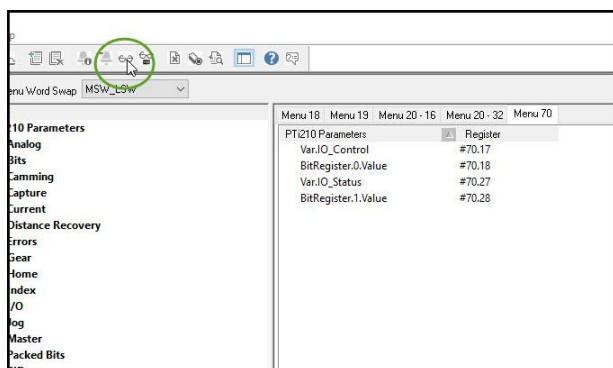 enu Word Swap MSW_LSW
Menu 18 Menu 19 Menu 20 - 16 Menu 20 - 32 Menu 70
PTi210 Parameters Register
Var.IO_Control #70.17
BitRegister.0.Value #70.18
Var.IO_Status #70.27
BitRegister.1.Value #70.28
210 Parameters
Analog
Bits
Camming
Capture
Current
Distance Recovery
Errors
Gear
Home
Index
I/O
Jog
Master
Packed Bits